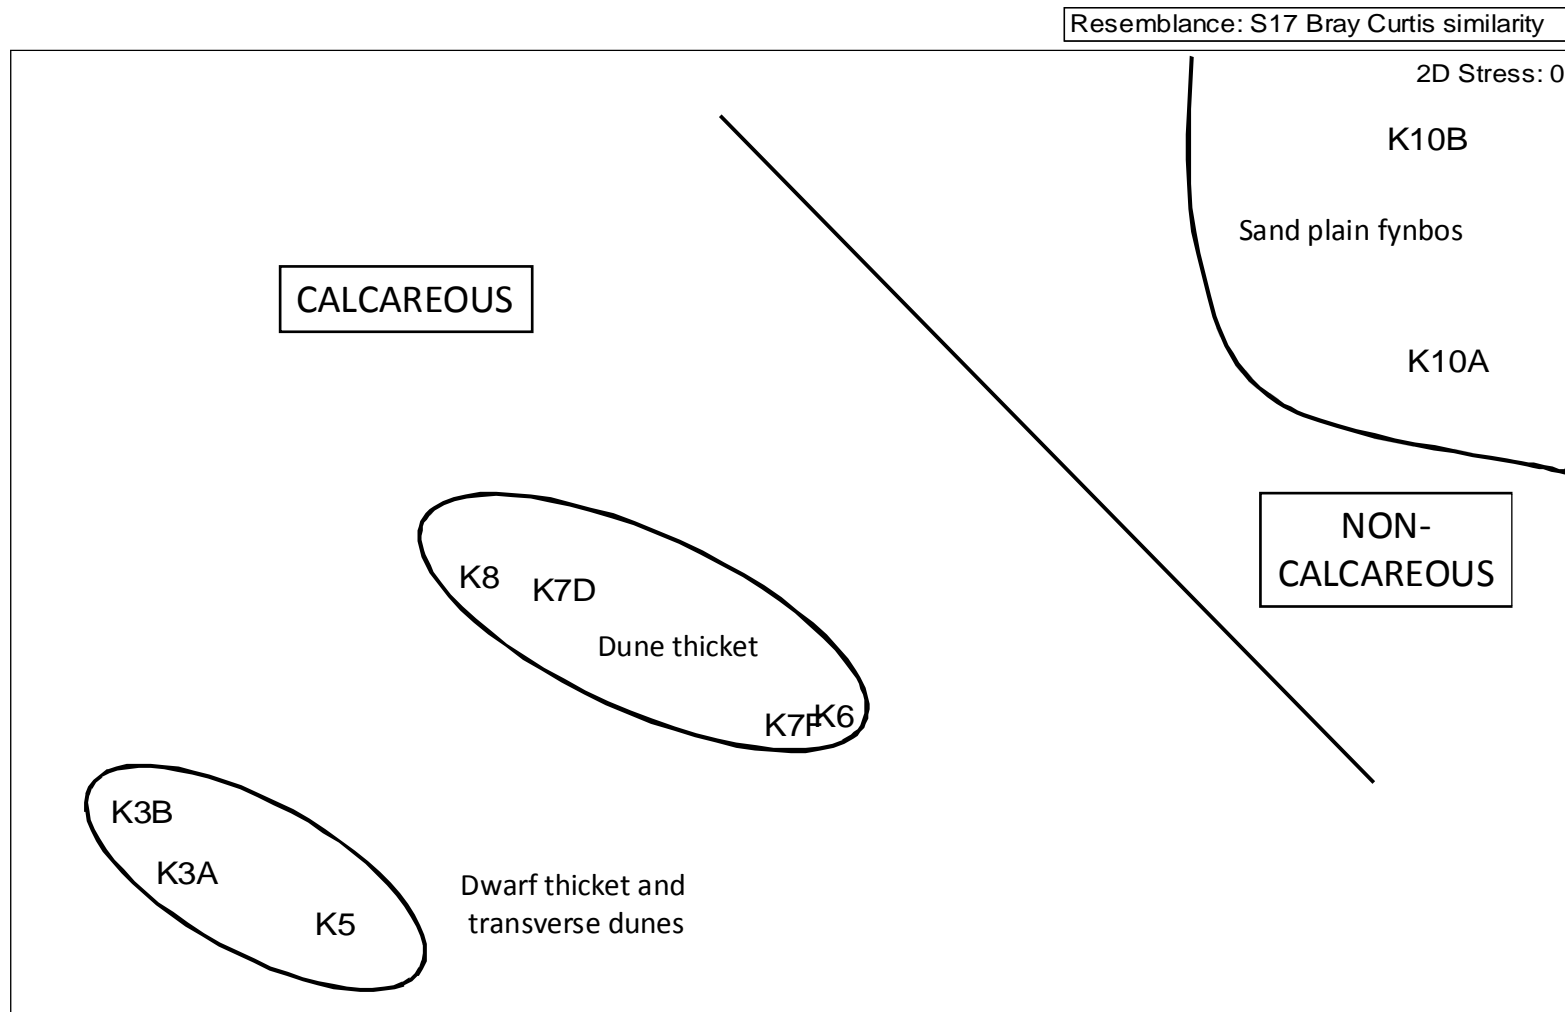 Resemblance: S17 Bray Curtis similarity
2D Stress: 0
K10B
Sand plain fynbos
CALCAREOUS
K10A
NON-
CALCAREOUS
K8
K7D
Dune thicket
K7F
K6
K3B
K3A
K5
Dwarf thicket and
transverse dunes